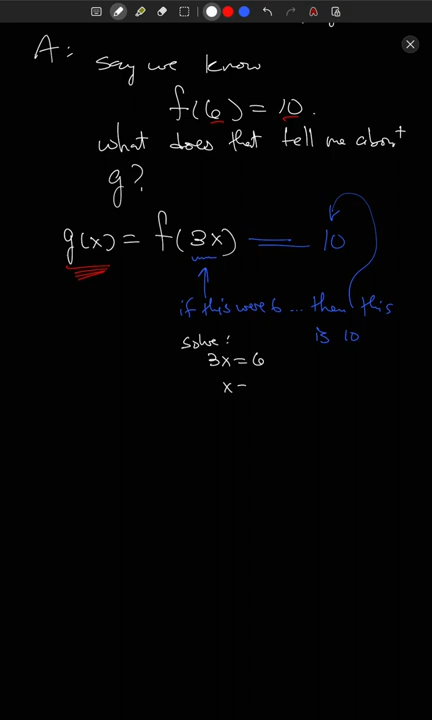 A: say we know
f(6) = 10.
what does that tell me about
g?
g(x) = f(3x) = 10
if this were 6 ... then this
is 10
solve:
3x = 6
x =